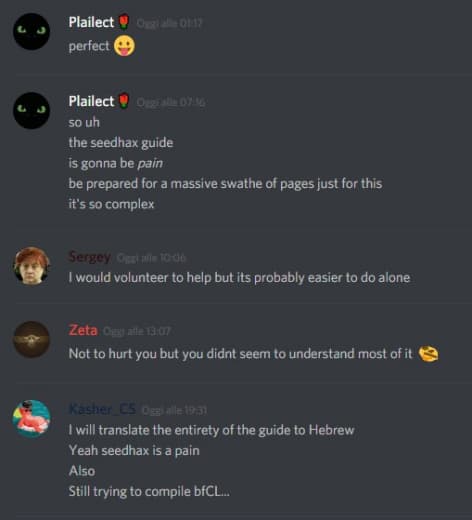 Plailect Oggi alle 01:17
perfect
Plailect Oggi alle 07:16
so uh
the seedhax guide
is gonna be pain
be prepared for a massive swathe of pages just for this
it's so complex
Sergey Oggi alle 10:06
I would volunteer to help but its probably easier to do alone
Zeta Oggi alle 13:07
Not to hurt you but you didnt seem to understand most of it
Kasher_CS Oggi alle 19:31
I will translate the entirety of the guide to Hebrew
Yeah seedhax is a pain
Also
Still trying to compile bfCL...